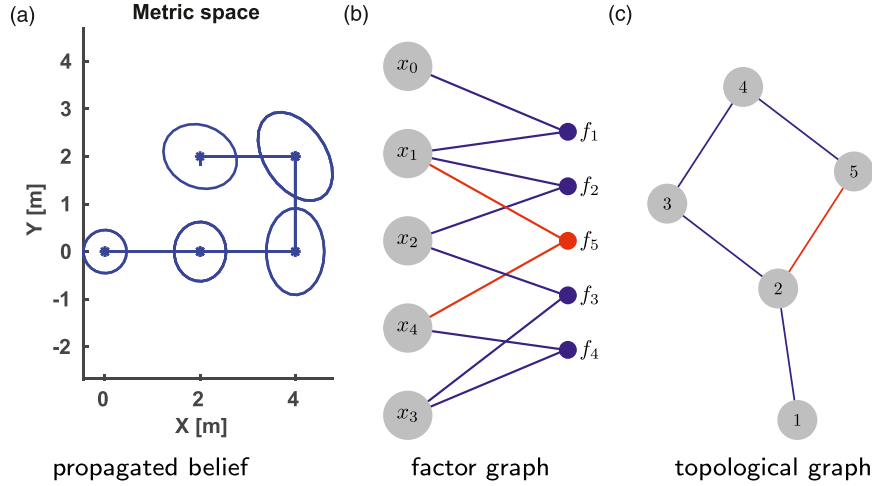 (a)
Metric space
4
3
2
1
0
-1
-2
Y [m]
0 2 4
X [m]
propagated belief
(b)
x0
x1
x2
x4
x3
f1
f2
f5
f3
f4
factor graph
(c)
4
5
3
2
1
topological graph